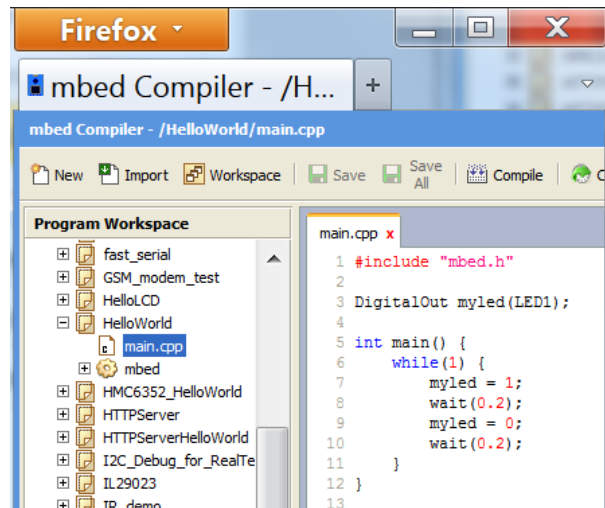 Firefox
mbed Compiler - /H...
mbed Compiler - /HelloWorld/main.cpp
New Import Workspace Save Save All Compile
Program Workspace
fast_serial
GSM_modem_test
HelloLCD
HelloWorld
main.cpp
mbed
HMC6352_HelloWorld
HTTPServer
HTTPServerHelloWorld
I2C_Debug_for_RealTe
IL29023
IR_demo
main.cpp x
1 #include "mbed.h"
2
3 DigitalOut myled(LED1);
4
5 int main() {
6     while(1) {
7         myled = 1;
8         wait(0.2);
9         myled = 0;
10         wait(0.2);
11     }
12 }
13